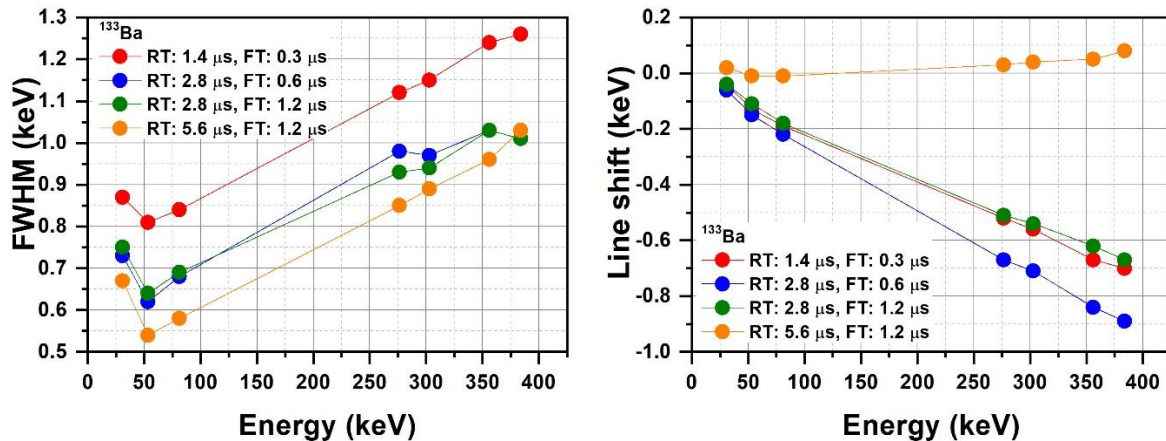 1.3
1.2
1.1
1.0
0.9
0.8
0.7
0.6
0.5
FWHM (keV)
133Ba
RT: 1.4 μs, FT: 0.3 μs
RT: 2.8 μs, FT: 0.6 μs
RT: 2.8 μs, FT: 1.2 μs
RT: 5.6 μs, FT: 1.2 μs
0 50 100 150 200 250 300 350 400
Energy (keV)
0.2
0.0
-0.2
-0.4
-0.6
-0.8
-1.0
Line shift (keV)
133Ba
RT: 1.4 μs, FT: 0.3 μs
RT: 2.8 μs, FT: 0.6 μs
RT: 2.8 μs, FT: 1.2 μs
RT: 5.6 μs, FT: 1.2 μs
0 50 100 150 200 250 300 350 400
Energy (keV)